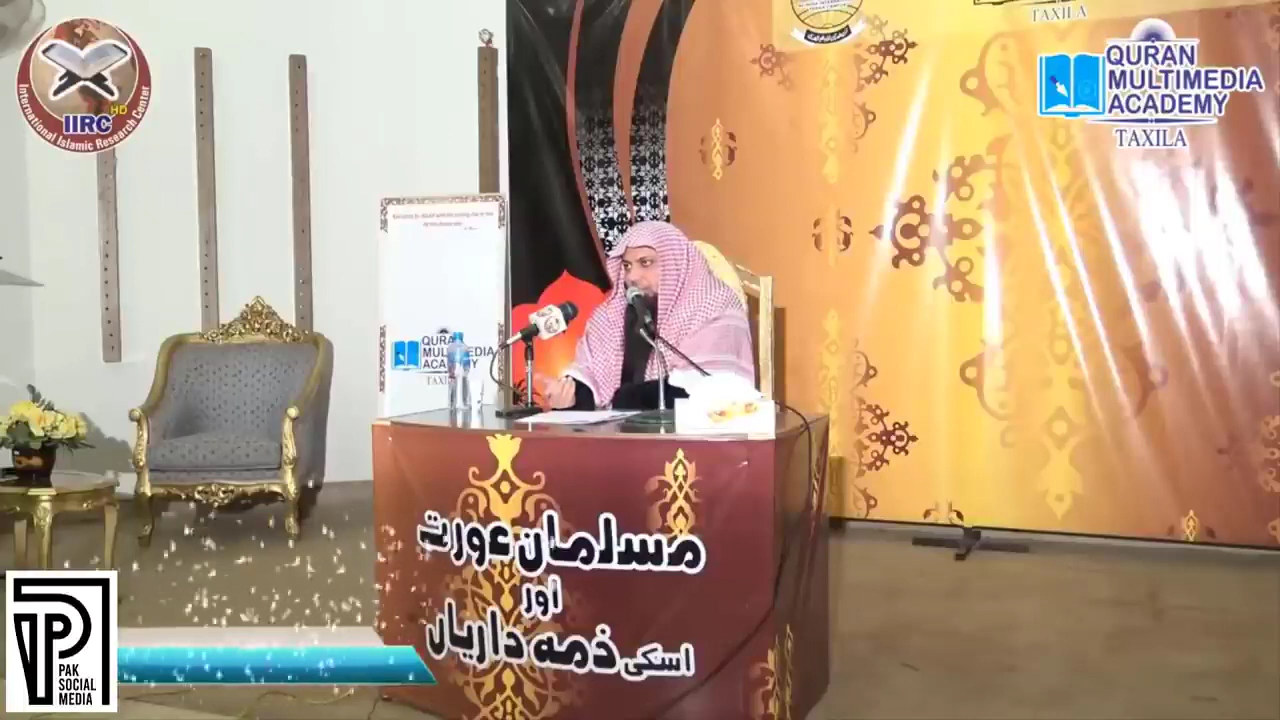 International Islamic Research Center
IIRC
HD
TAXILA
QURAN
MULTIMEDIA
ACADEMY
TAXILA
QURAN
MULTIMEDIA
ACADEMY
TAXILA
مسلمان عورت
اور
اسکی ذمہ داریاں
PAK
SOCIAL
MEDIA